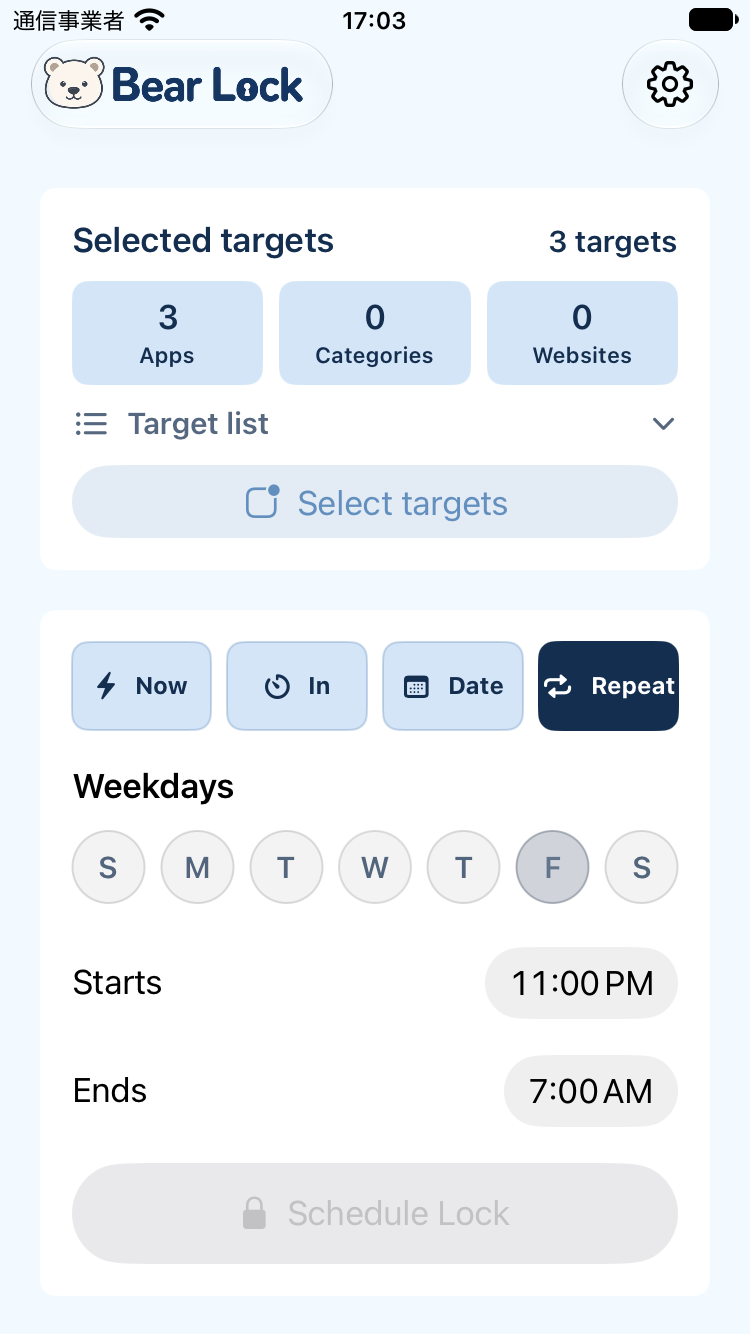 通信事業者 17:03
Bear Lock
Selected targets 3 targets
3 0 0
Apps Categories Websites
Target list
Select targets
Now In Date Repeat
Weekdays
S M T W T F S
Starts 11:00 PM
Ends 7:00 AM
Schedule Lock